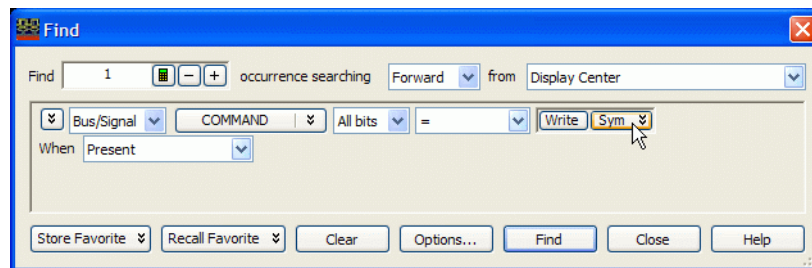 Find
Find 1 - + occurrence searching Forward from Display Center
Bus/Signal COMMAND All bits = Write Sym
When Present
Store Favorite Recall Favorite Clear Options... Find Close Help